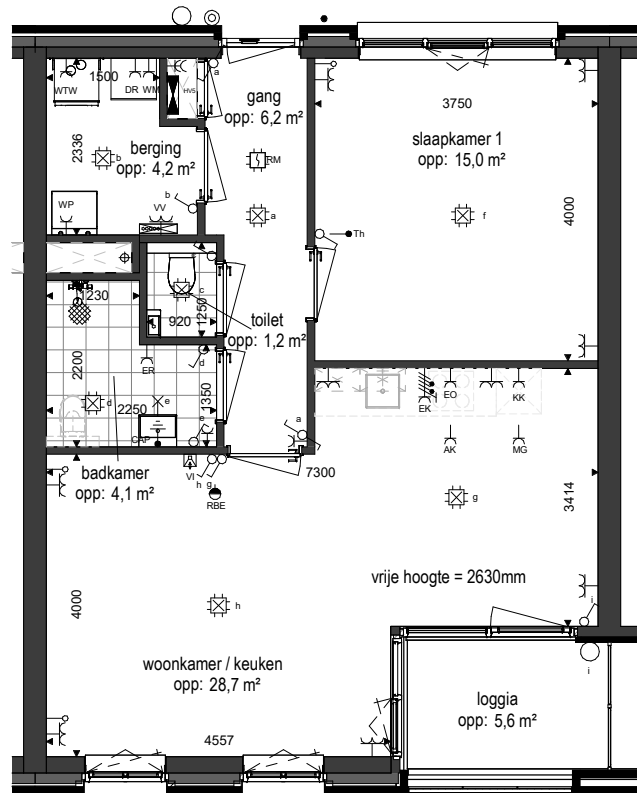 1500
WTW
DR WM
HVS
a
gang
opp: 6,2 m²
3750
slaapkamer 1
opp: 15,0 m²
2336
b
berging
opp: 4,2 m²
RM
WP
VV
b
a
f
4000
Th
1230
c
920
1250
toilet
opp: 1,2 m²
2200
ER
d
1350
d
2250
e
CAP
e
a
EK
EO
KK
AK
MG
badkamer
opp: 4,1 m²
VI
h
g
RBE
7300
g
3414
h
vrije hoogte = 2630mm
i
4000
woonkamer / keuken
opp: 28,7 m²
loggia
opp: 5,6 m²
i
4557